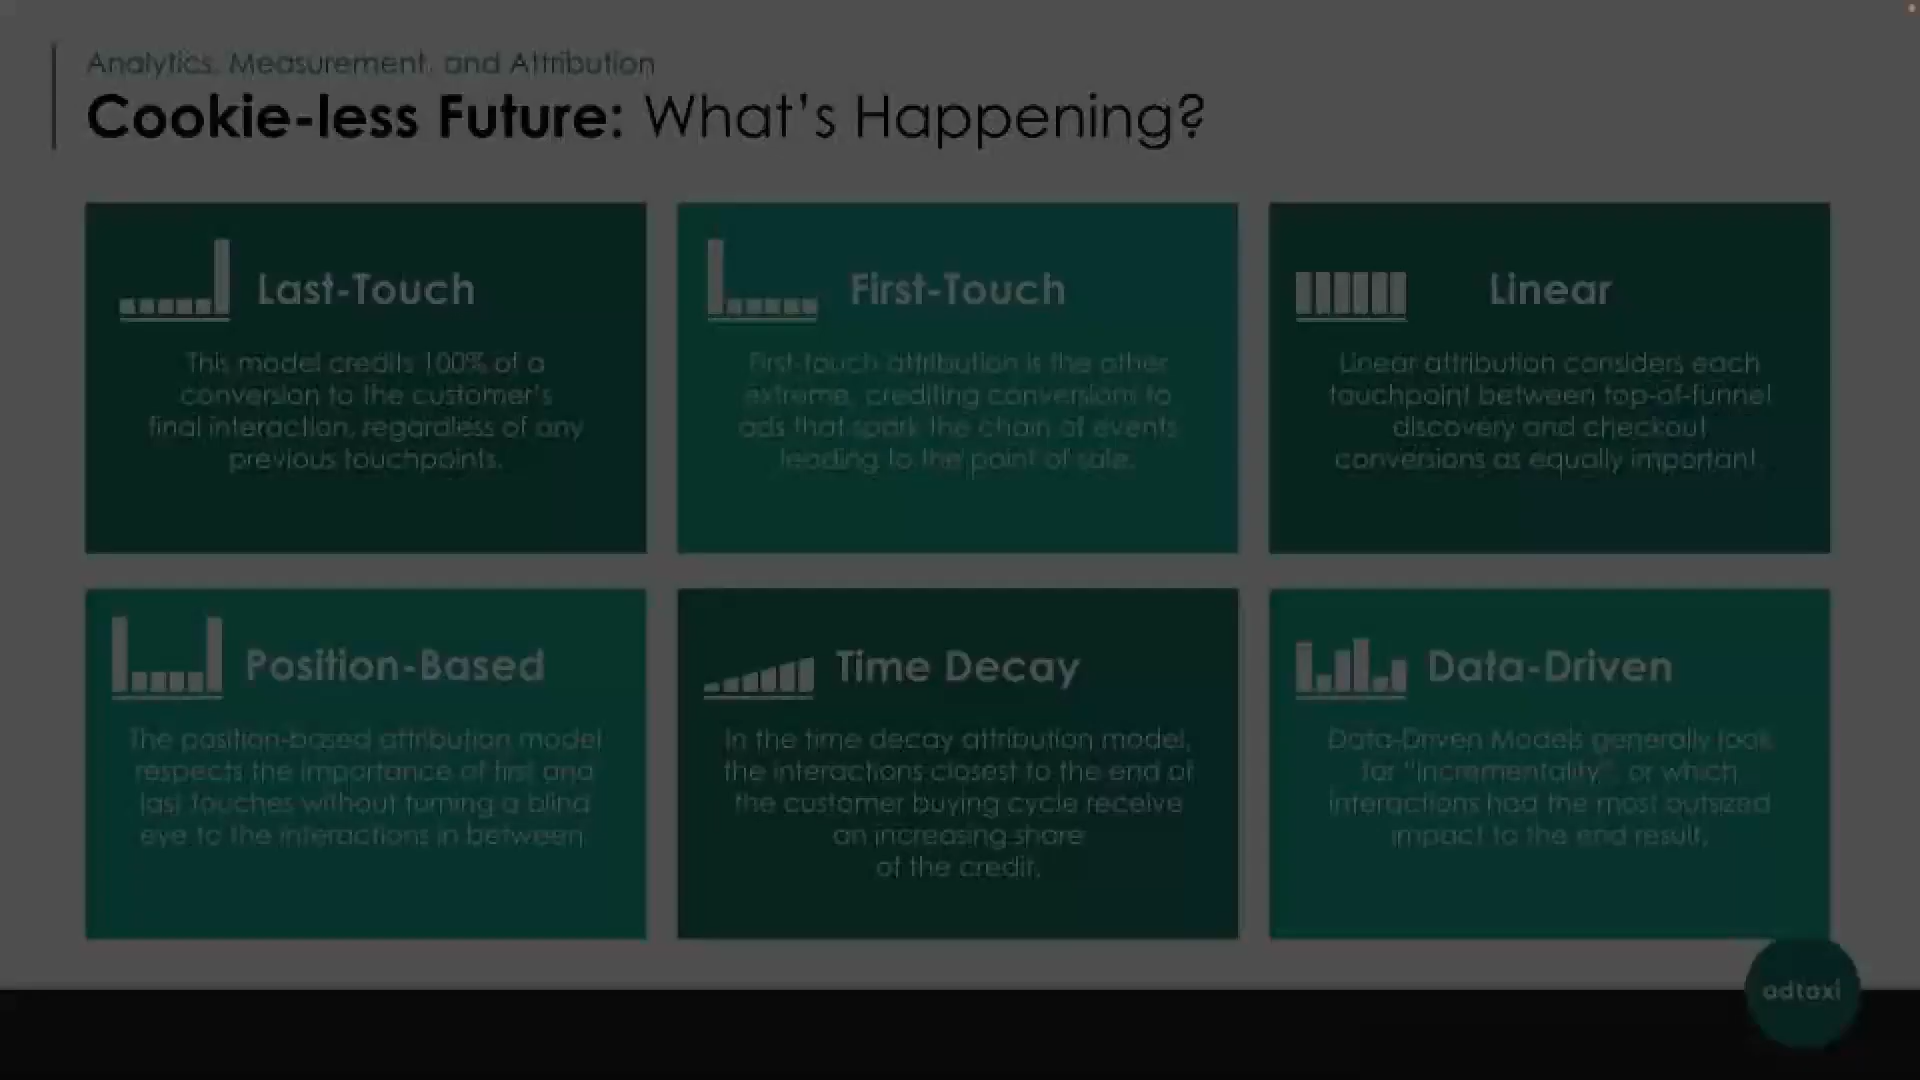 Analytics, Measurement, and Attribution
Cookie-less Future: What's Happening?
Last-Touch
This model credits 100% of a
conversion to the customer's
final interaction, regardless of any
previous touchpoints.
First-Touch
First-touch attribution is the other
extreme, crediting conversions to
ads that spark the chain of events
leading to the point of sale.
Linear
Linear attribution considers each
touchpoint between top-of-funnel
discovery and checkout
conversions as equally important.
Position-Based
The position-based attribution model
respects the importance of first and
last touches without turning a blind
eye to the interactions in between.
Time Decay
In the time decay attribution model,
the interactions closest to the end of
the customer buying cycle receive
an increasing share
of the credit.
Data-Driven
Data-Driven Models generally look
for "incrementality", or which
interactions had the most outsized
impact to the end result.
adtaxi